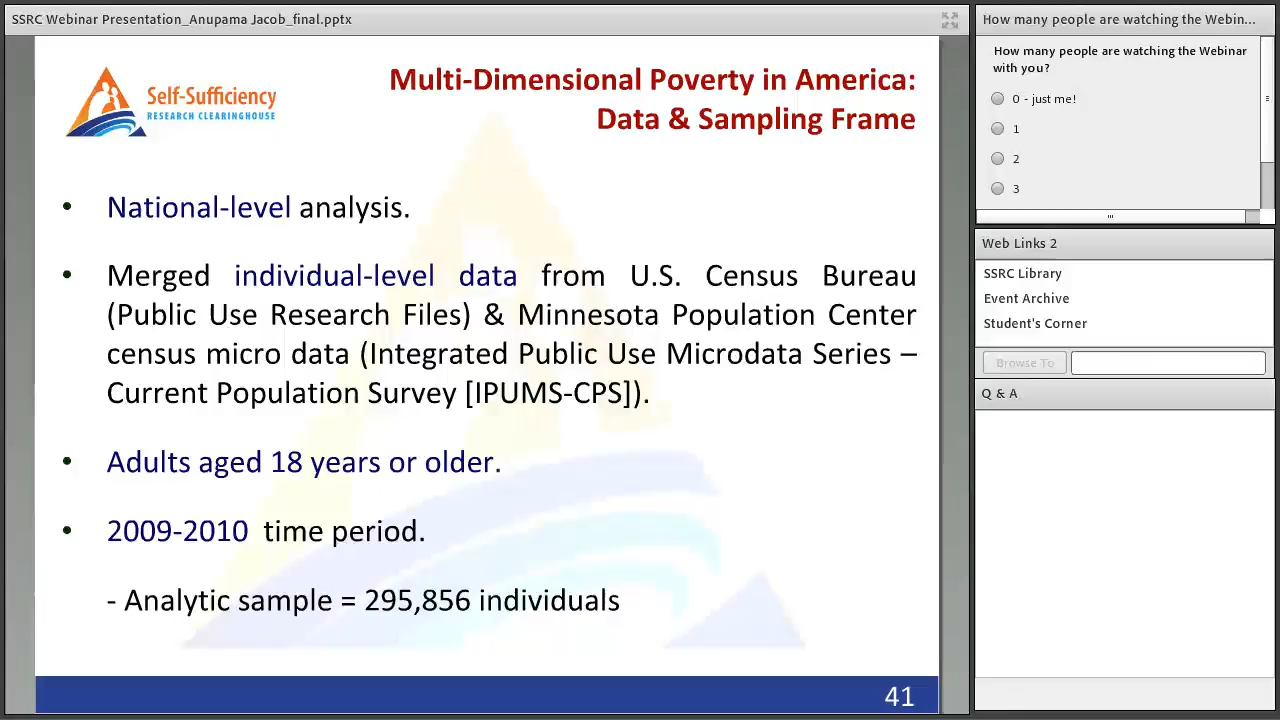 SSRC Webinar Presentation_Anupama Jacob_final.pptx
Self-Sufficiency
RESEARCH CLEARINGHOUSE
Multi-Dimensional Poverty in America:
Data & Sampling Frame
• National-level analysis.
• Merged individual-level data from U.S. Census Bureau
(Public Use Research Files) & Minnesota Population Center
census micro data (Integrated Public Use Microdata Series –
Current Population Survey [IPUMS-CPS]).
• Adults aged 18 years or older.
• 2009-2010 time period.
- Analytic sample = 295,856 individuals
41
How many people are watching the Webin...
How many people are watching the Webinar
with you?
0 - just me!
1
2
3
Web Links 2
SSRC Library
Event Archive
Student's Corner
Browse To
Q & A